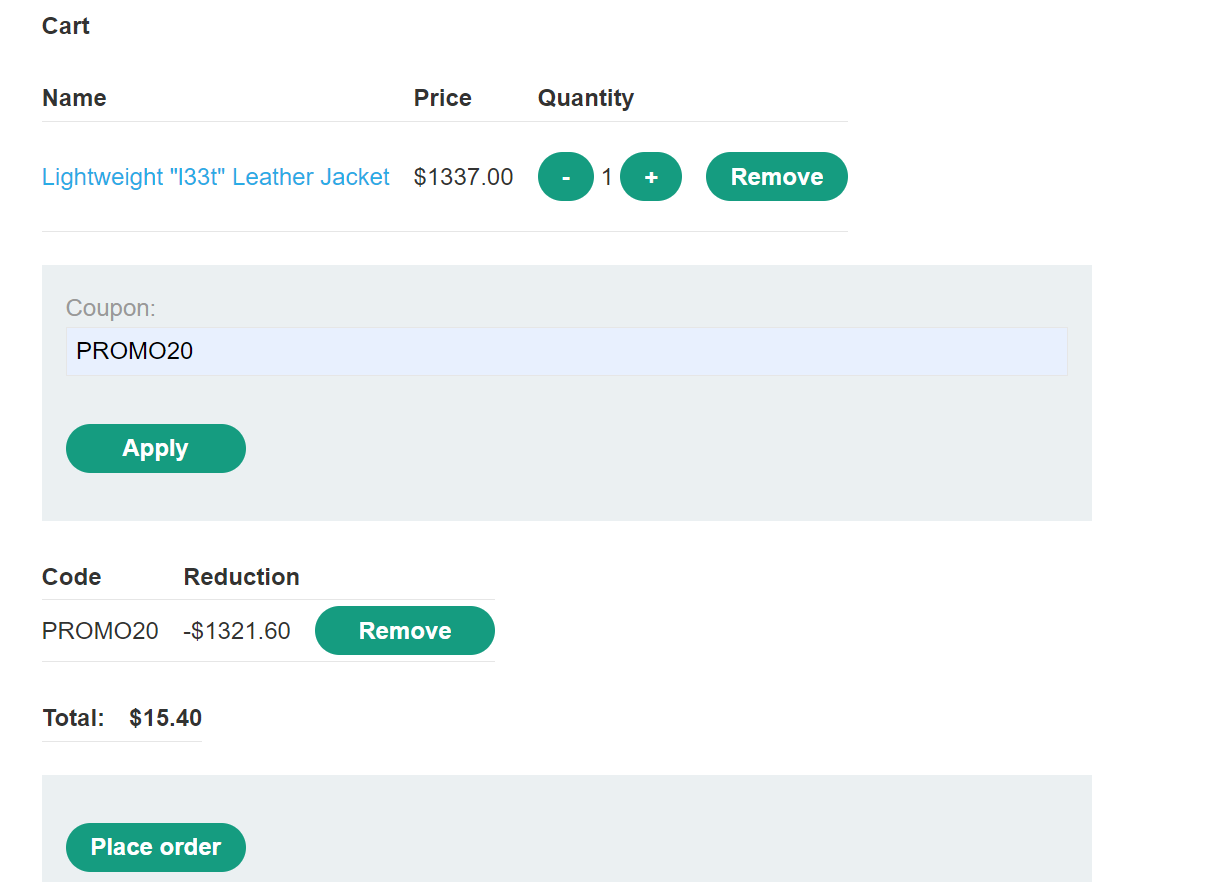 Cart
Name Price Quantity
Lightweight "l33t" Leather Jacket $1337.00 - 1 + Remove
Coupon:
PROMO20
Apply
Code Reduction
PROMO20 -$1321.60 Remove
Total: $15.40
Place order